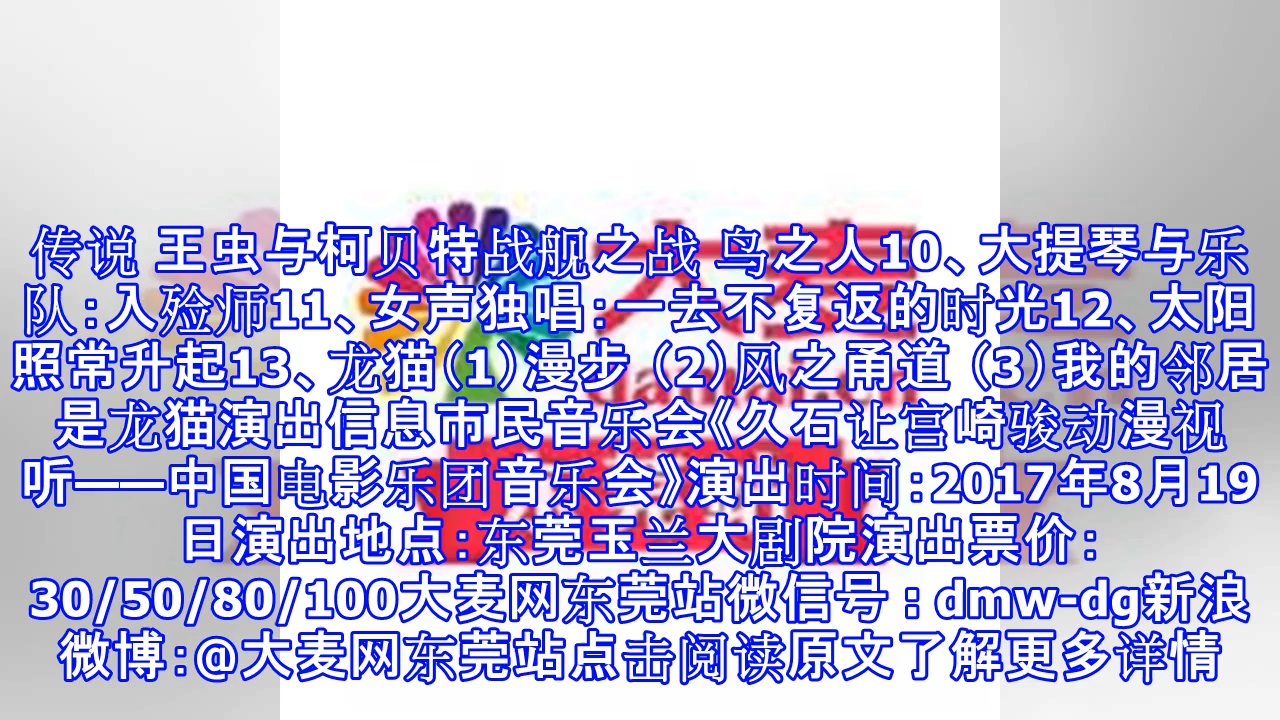 传说 王虫与柯贝特战舰之战 鸟之人10、大提琴与乐
队:入殓师11、女声独唱:一去不复返的时光12、太阳
照常升起13、龙猫(1)漫步 (2)风之甬道 (3)我的邻居
是龙猫演出信息市民音乐会《久石让宫崎骏动漫视
听——中国电影乐团音乐会》演出时间:2017年8月19
日演出地点:东莞玉兰大剧院演出票价:
30/50/80/100大麦网东莞站微信号:dmw-dg新浪
微博:@大麦网东莞站点击阅读原文了解更多详情